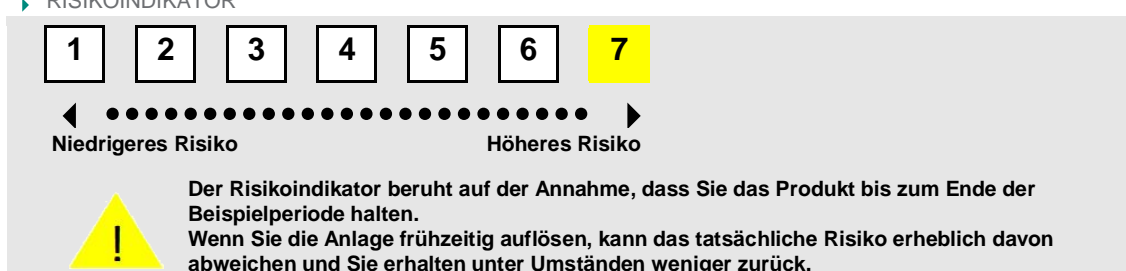 RISIKOINDIKATOR
1 2 3 4 5 6 7
Niedrigeres Risiko Höheres Risiko
Der Risikoindikator beruht auf der Annahme, dass Sie das Produkt bis zum Ende der
Beispielperiode halten.
Wenn Sie die Anlage frühzeitig auflösen, kann das tatsächliche Risiko erheblich davon
abweichen und Sie erhalten unter Umständen weniger zurück.
!